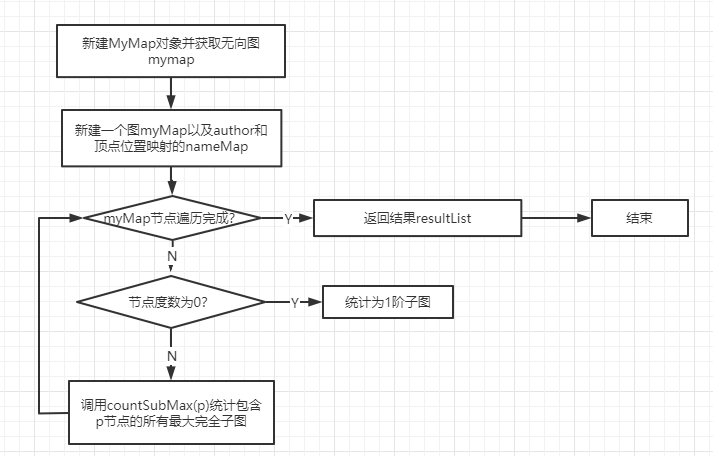 新建MyMap对象并获取无向图
mymap
新建一个图myMap以及author和
顶点位置映射的nameMap
myMap节点遍历完成?
Y
返回结果resultList
结束
N
节点度数为0?
Y
统计为1阶子图
N
调用countSubMax(p)统计包含
p节点的所有最大完全子图